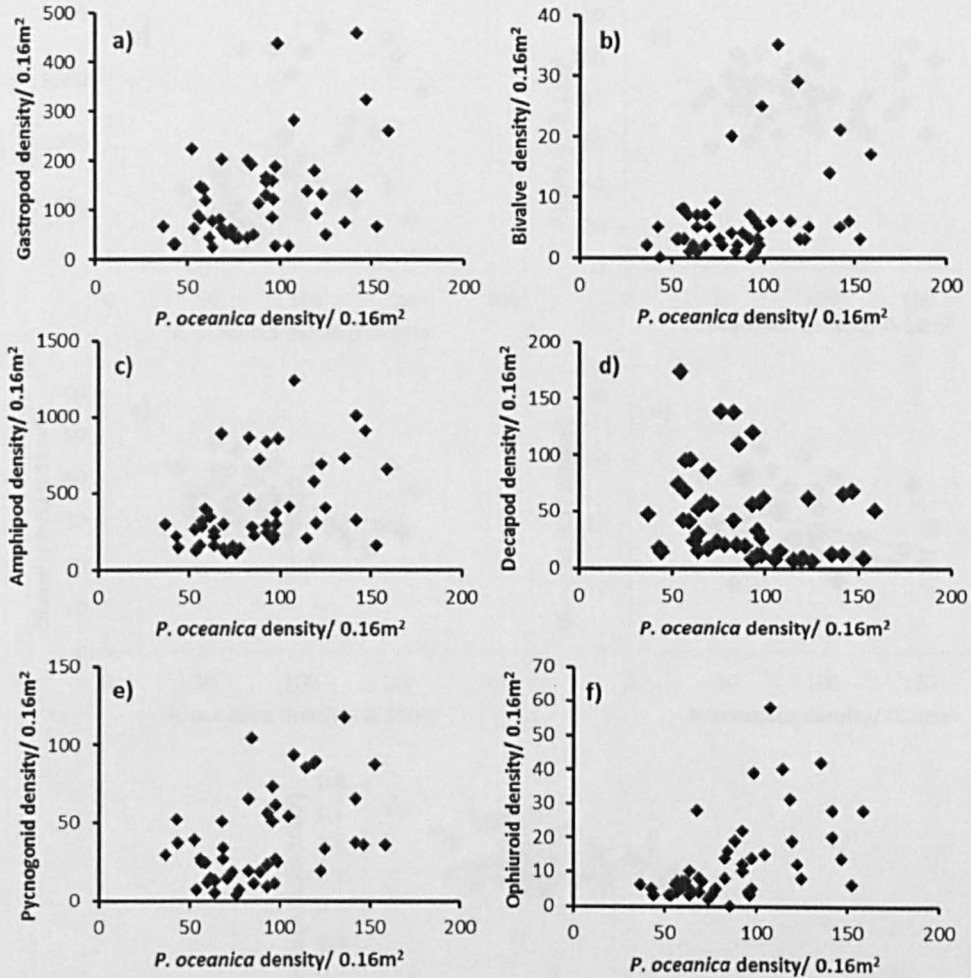 a)
Gastropod density/ 0.16m²
500
400
300
200
100
0
0 50 100 150 200
P. oceanica density/ 0.16m²
b)
Bivalve density/ 0.16m²
40
30
20
10
0
0 50 100 150 200
P. oceanica density/ 0.16m²
c)
Amphipod density/ 0.16m²
1500
1000
500
0
0 50 100 150 200
P. oceanica density/ 0.16m²
d)
Decapod density/ 0.16m²
200
150
100
50
0
0 50 100 150 200
P. oceanica density/ 0.16m²
e)
Pycnogonid density/ 0.16m²
150
100
50
0
0 50 100 150 200
P. oceanica density/ 0.16m²
f)
Ophiuroid density/ 0.16m²
70
60
50
40
30
20
10
0
0 50 100 150 200
P. oceanica density/ 0.16m²